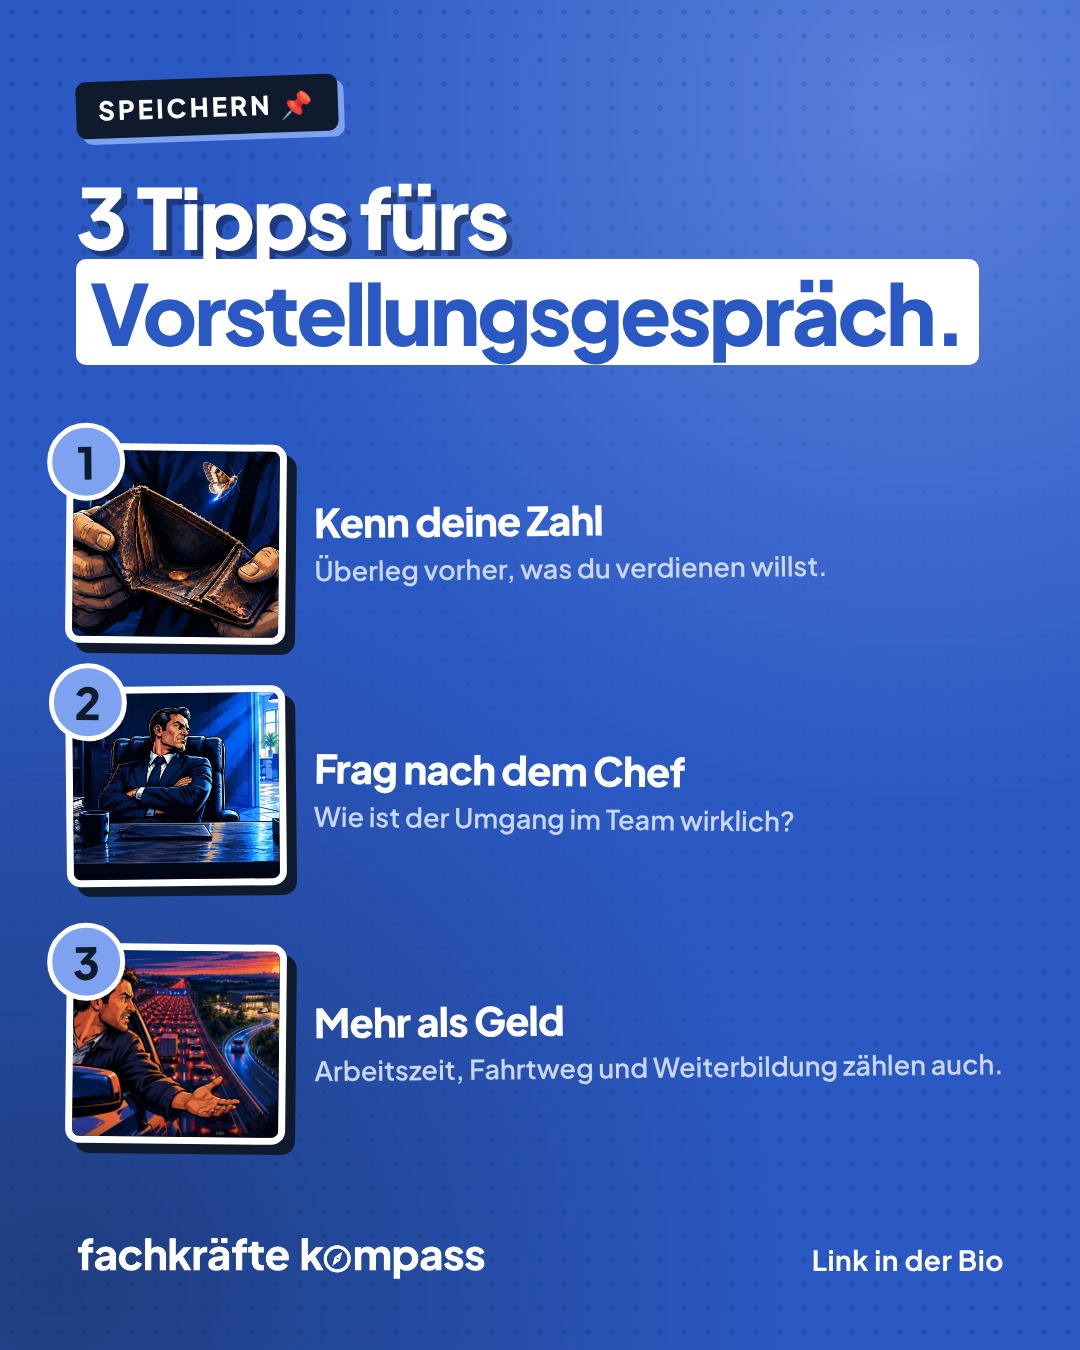 SPEICHERN 📌
3 Tipps fürs
Vorstellungsgespräch.
1
Kenn deine Zahl
Überleg vorher, was du verdienen willst.
2
Frag nach dem Chef
Wie ist der Umgang im Team wirklich?
3
Mehr als Geld
Arbeitszeit, Fahrtweg und Weiterbildung zählen auch.
fachkräfte kompass
Link in der Bio